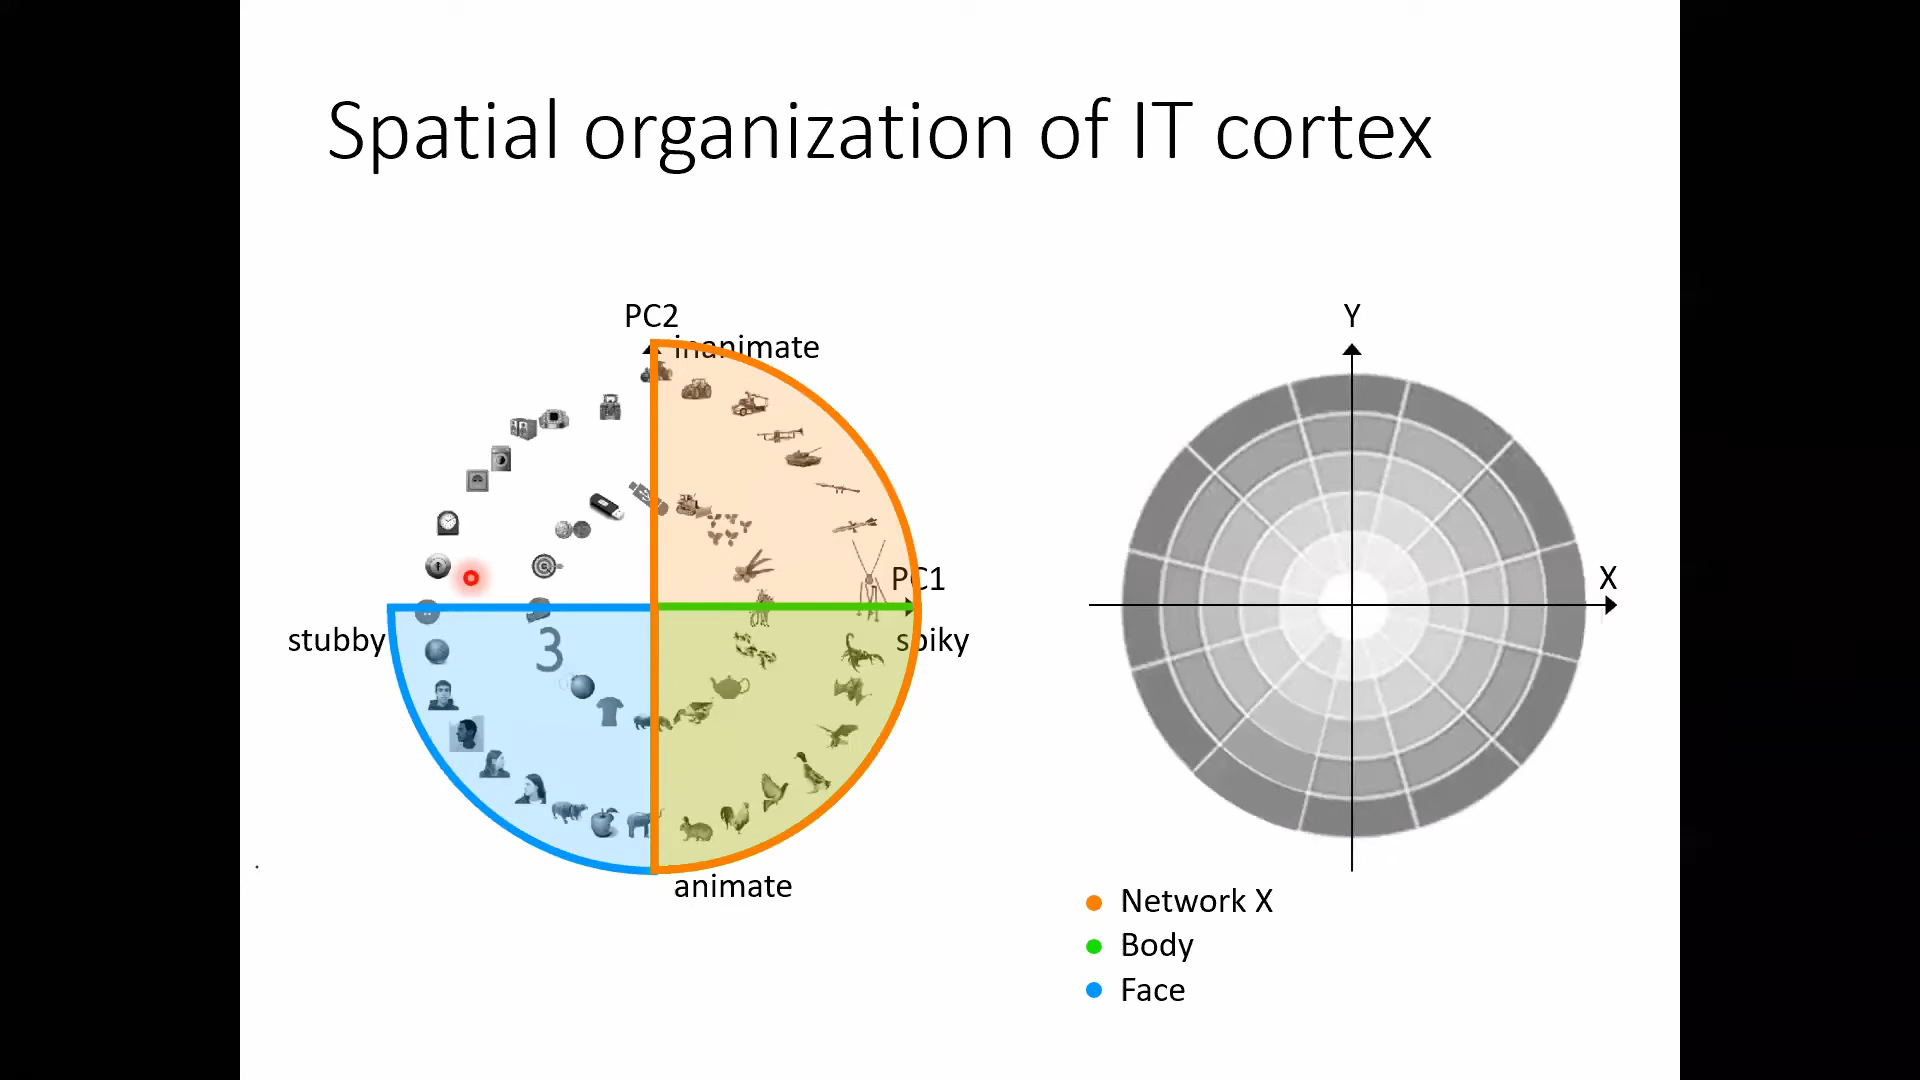 Spatial organization of IT cortex
PC2
inanimate
PC1
stubby
spiky
3
animate
Y
X
Network X
Body
Face